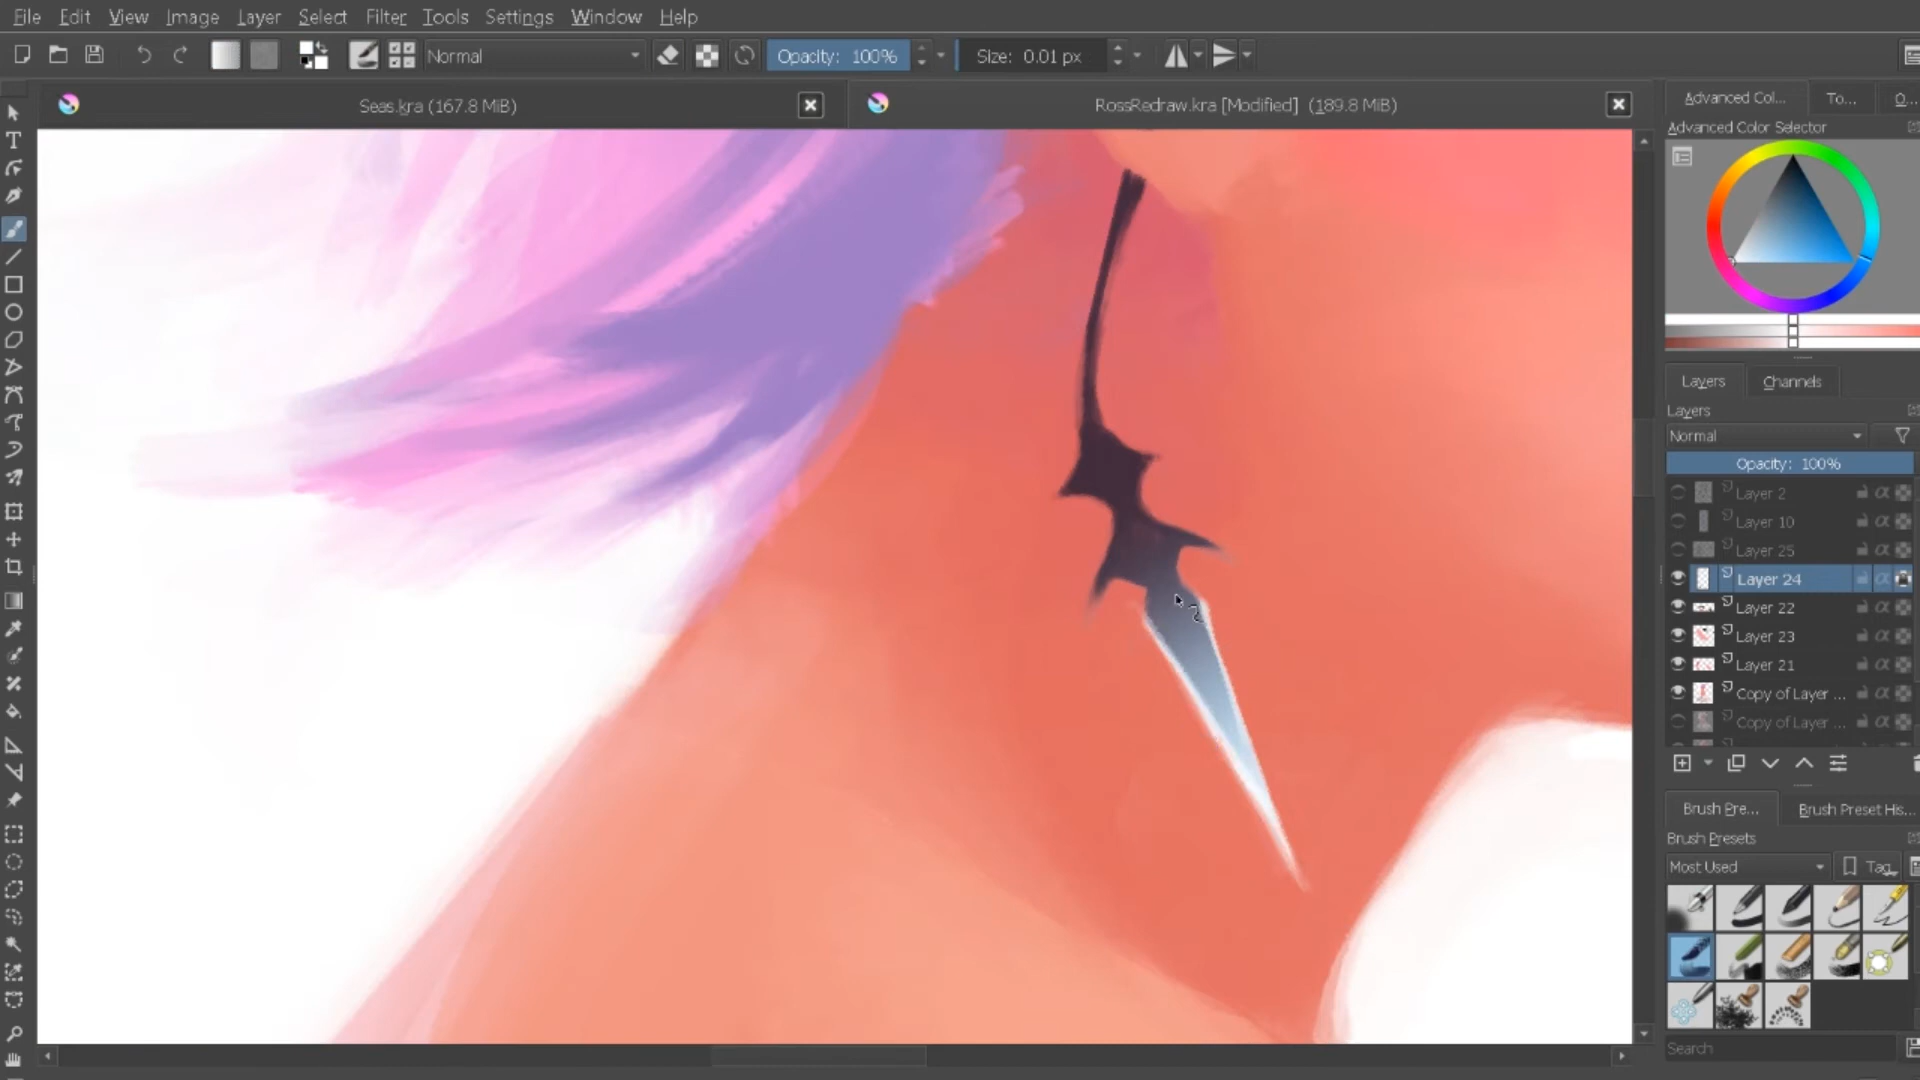 File Edit View Image Layer Select Filter Tools Settings Window Help
Normal Opacity: 100% Size: 0.01 px
Seas.kra (167.8 MiB) RossRedraw.kra [Modified] (189.8 MiB)
Advanced Col... To... O...
Advanced Color Selector
Layers Channels
Layers
Normal
Opacity: 100%
Layer 2
Layer 10
Layer 25
Layer 24
Layer 22
Layer 23
Layer 21
Copy of Layer ...
Copy of Layer ...
Brush Pre... Brush Preset His...
Brush Presets
Most Used Tag
Search